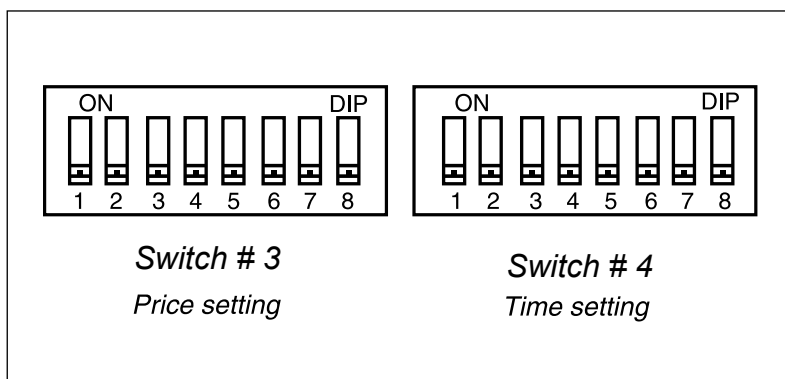 ON DIP
1 2 3 4 5 6 7 8
Switch # 3
Price setting
ON DIP
1 2 3 4 5 6 7 8
Switch # 4
Time setting